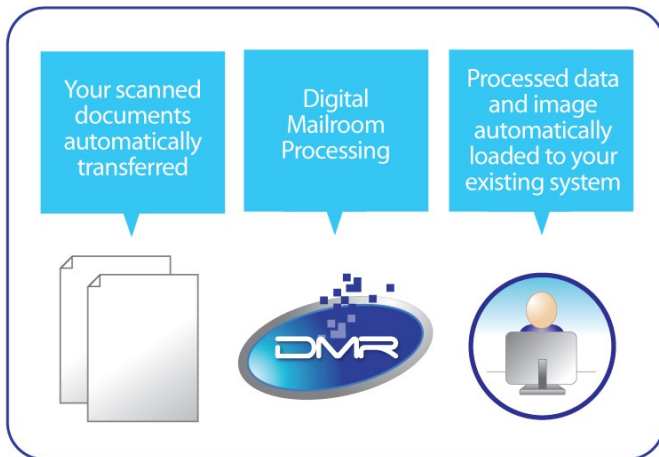 Your scanned
documents
automatically
transferred
Digital
Mailroom
Processing
Processed data
and image
automatically
loaded to your
existing system
DMR